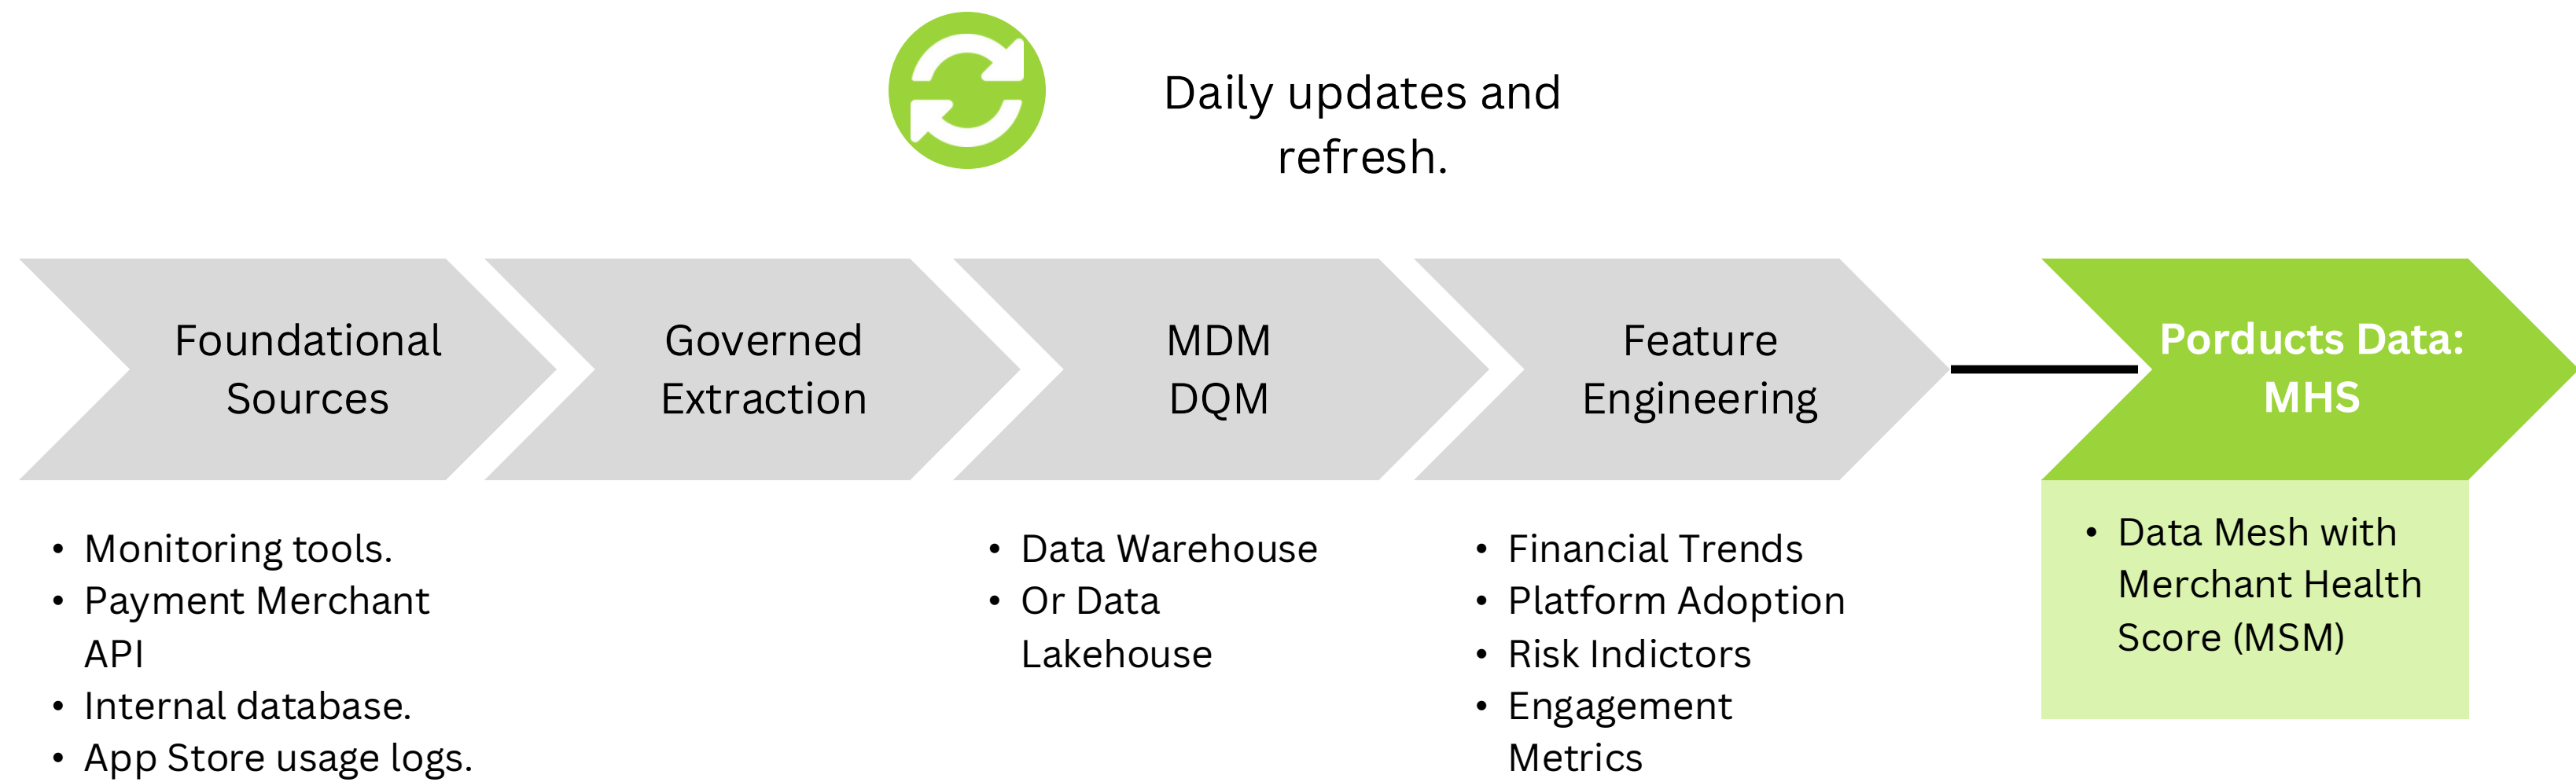 Daily updates and
refresh.
Foundational
Sources
Governed
Extraction
MDM
DQM
Feature
Engineering
Porducts Data:
MHS
• Monitoring tools.
• Payment Merchant
API
• Internal database.
• App Store usage logs.
• Data Warehouse
• Or Data
Lakehouse
• Financial Trends
• Platform Adoption
• Risk Indictors
• Engagement
Metrics
• Data Mesh with
Merchant Health
Score (MSM)